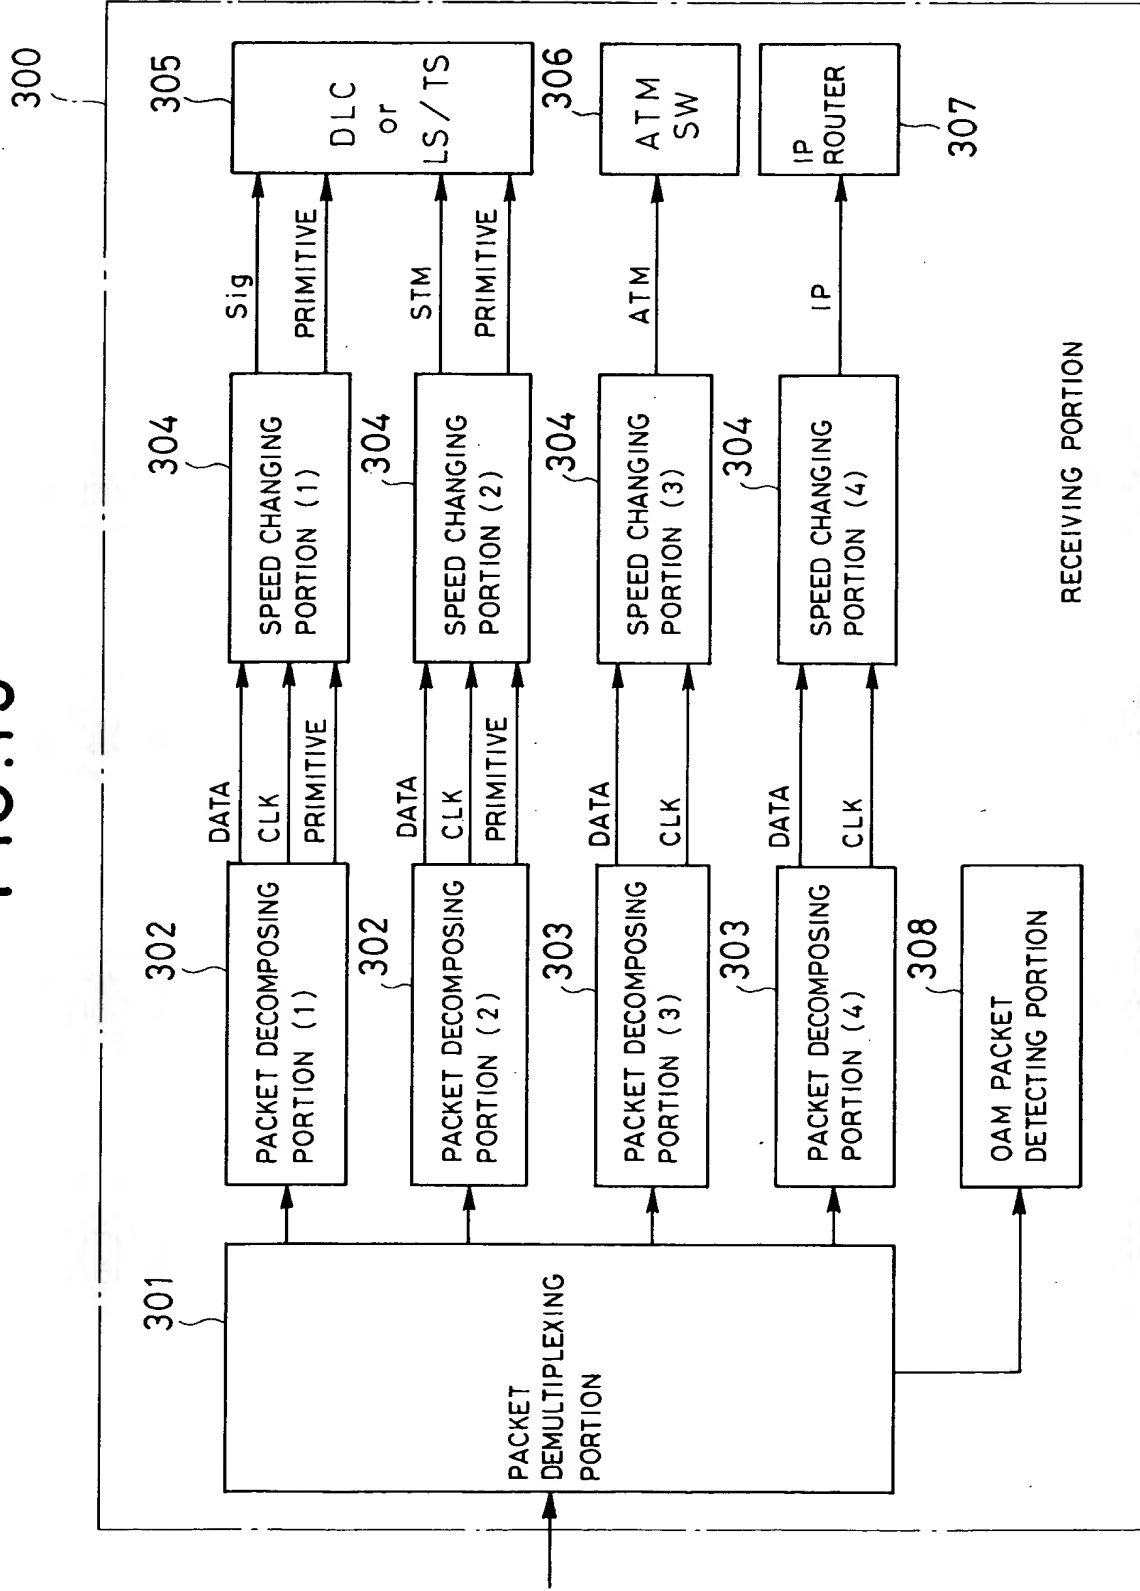 300
301
PACKET
DEMULTIPLEXING
PORTION
302
PACKET DECOMPOSING
PORTION (1)
DATA
CLK
PRIMITIVE
304
SPEED CHANGING
PORTION (1)
Sig
PRIMITIVE
305
DLC
or
LS/TS
302
PACKET DECOMPOSING
PORTION (2)
DATA
CLK
PRIMITIVE
304
SPEED CHANGING
PORTION (2)
STM
PRIMITIVE
303
PACKET DECOMPOSING
PORTION (3)
DATA
CLK
304
SPEED CHANGING
PORTION (3)
ATM
306
ATM
SW
303
PACKET DECOMPOSING
PORTION (4)
DATA
CLK
304
SPEED CHANGING
PORTION (4)
IP
IP
ROUTER
307
308
OAM PACKET
DETECTING PORTION
RECEIVING PORTION